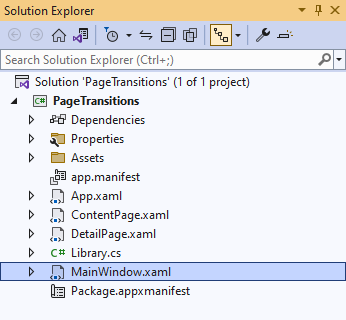 Solution Explorer
Search Solution Explorer (Ctrl+;)
Solution 'PageTransitions' (1 of 1 project)
C# PageTransitions
Dependencies
Properties
Assets
app.manifest
App.xaml
ContentPage.xaml
DetailPage.xaml
C# Library.cs
MainWindow.xaml
Package.appxmanifest